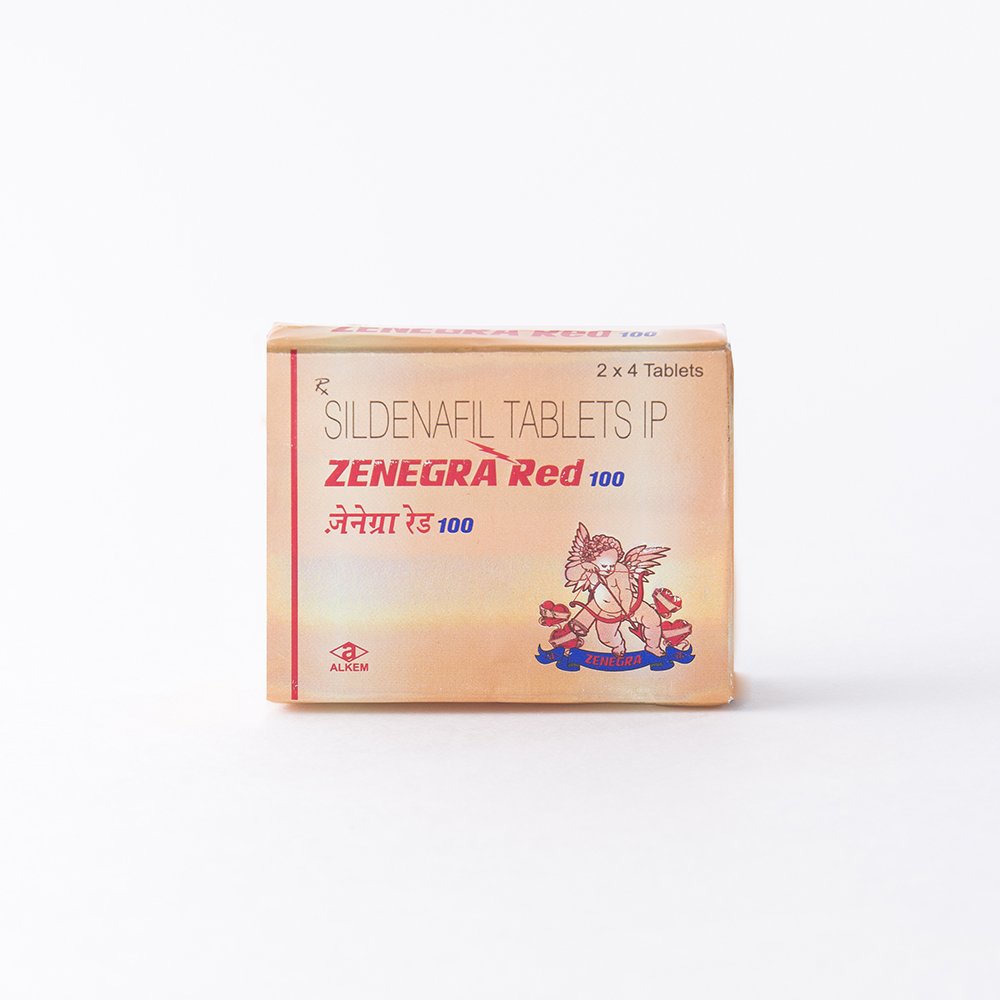 ZENEGRA Red 100
2 x 4 Tablets
Rx
SILDENAFIL TABLETS IP
ZENEGRA Red 100
ज़ेनेग्रा रेड 100
a
ALKEM
ZENEGRA